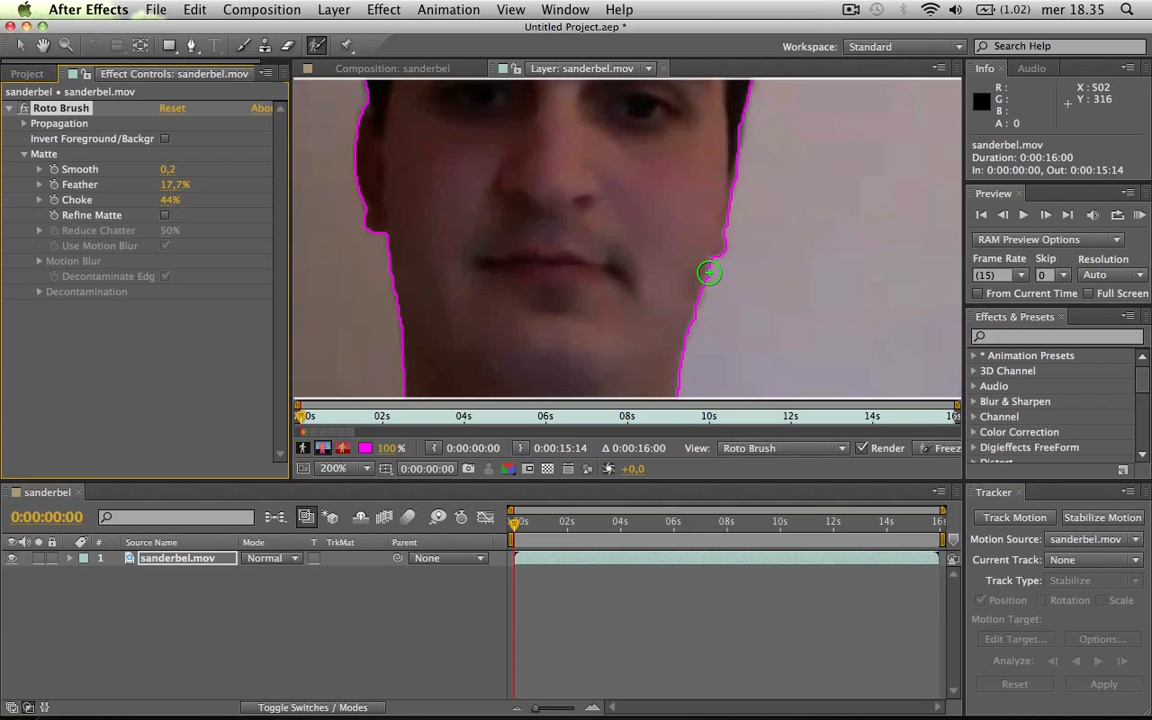 After Effects File Edit Composition Layer Effect Animation View Window Help (1.02) mer 18.35
Untitled Project.aep *
Workspace: Standard Search Help
Project Effect Controls: sanderbel.mov
Composition: sanderbel
Layer: sanderbel.mov
Info Audio
sanderbel • sanderbel.mov
Roto Brush Reset Abo
Propagation
Invert Foreground/Backgr
Matte
Smooth 0,2
Feather 17,7%
Choke 44%
Refine Matte
Reduce Chatter 50%
Use Motion Blur
Motion Blur
Decontaminate Edg
Decontamination
R :
G :
B :
A : 0
X : 502
Y : 316
sanderbel.mov
Duration: 0:00:16:00
In: 0:00:00:00, Out: 0:00:15:14
Preview
RAM Preview Options
Frame Rate Skip Resolution
(15) 0 Auto
From Current Time Full Screen
Effects & Presets
* Animation Presets
3D Channel
Audio
Blur & Sharpen
Channel
Color Correction
Digieffects FreeForm
Distort
0s 02s 04s 06s 08s 10s 12s 14s 16s
100 % 0:00:00:00 0:00:15:14 Δ 0:00:16:00 View: Roto Brush Render Freez
200% 0:00:00:00 +0,0
sanderbel
0:00:00:00
:00s 02s 04s 06s 08s 10s 12s 14s 16s
# Source Name Mode T TrkMat Parent
1 sanderbel.mov Normal None
Toggle Switches / Modes
Tracker
Track Motion Stabilize Motion
Motion Source: sanderbel.mov
Current Track: None
Track Type: Stabilize
Position Rotation Scale
Motion Target:
Edit Target... Options...
Analyze:
Reset Apply